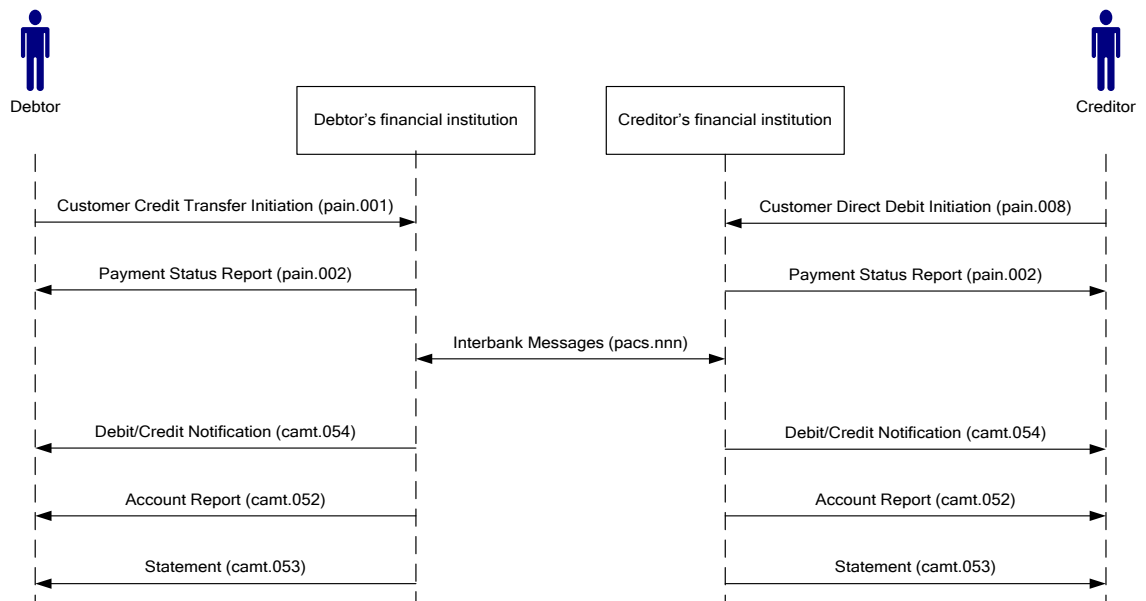 Debtor
Creditor
Debtor's financial institution
Creditor's financial institution
Customer Credit Transfer Initiation (pain.001)
Customer Direct Debit Initiation (pain.008)
Payment Status Report (pain.002)
Payment Status Report (pain.002)
Interbank Messages (pacs.nnn)
Debit/Credit Notification (camt.054)
Debit/Credit Notification (camt.054)
Account Report (camt.052)
Account Report (camt.052)
Statement (camt.053)
Statement (camt.053)